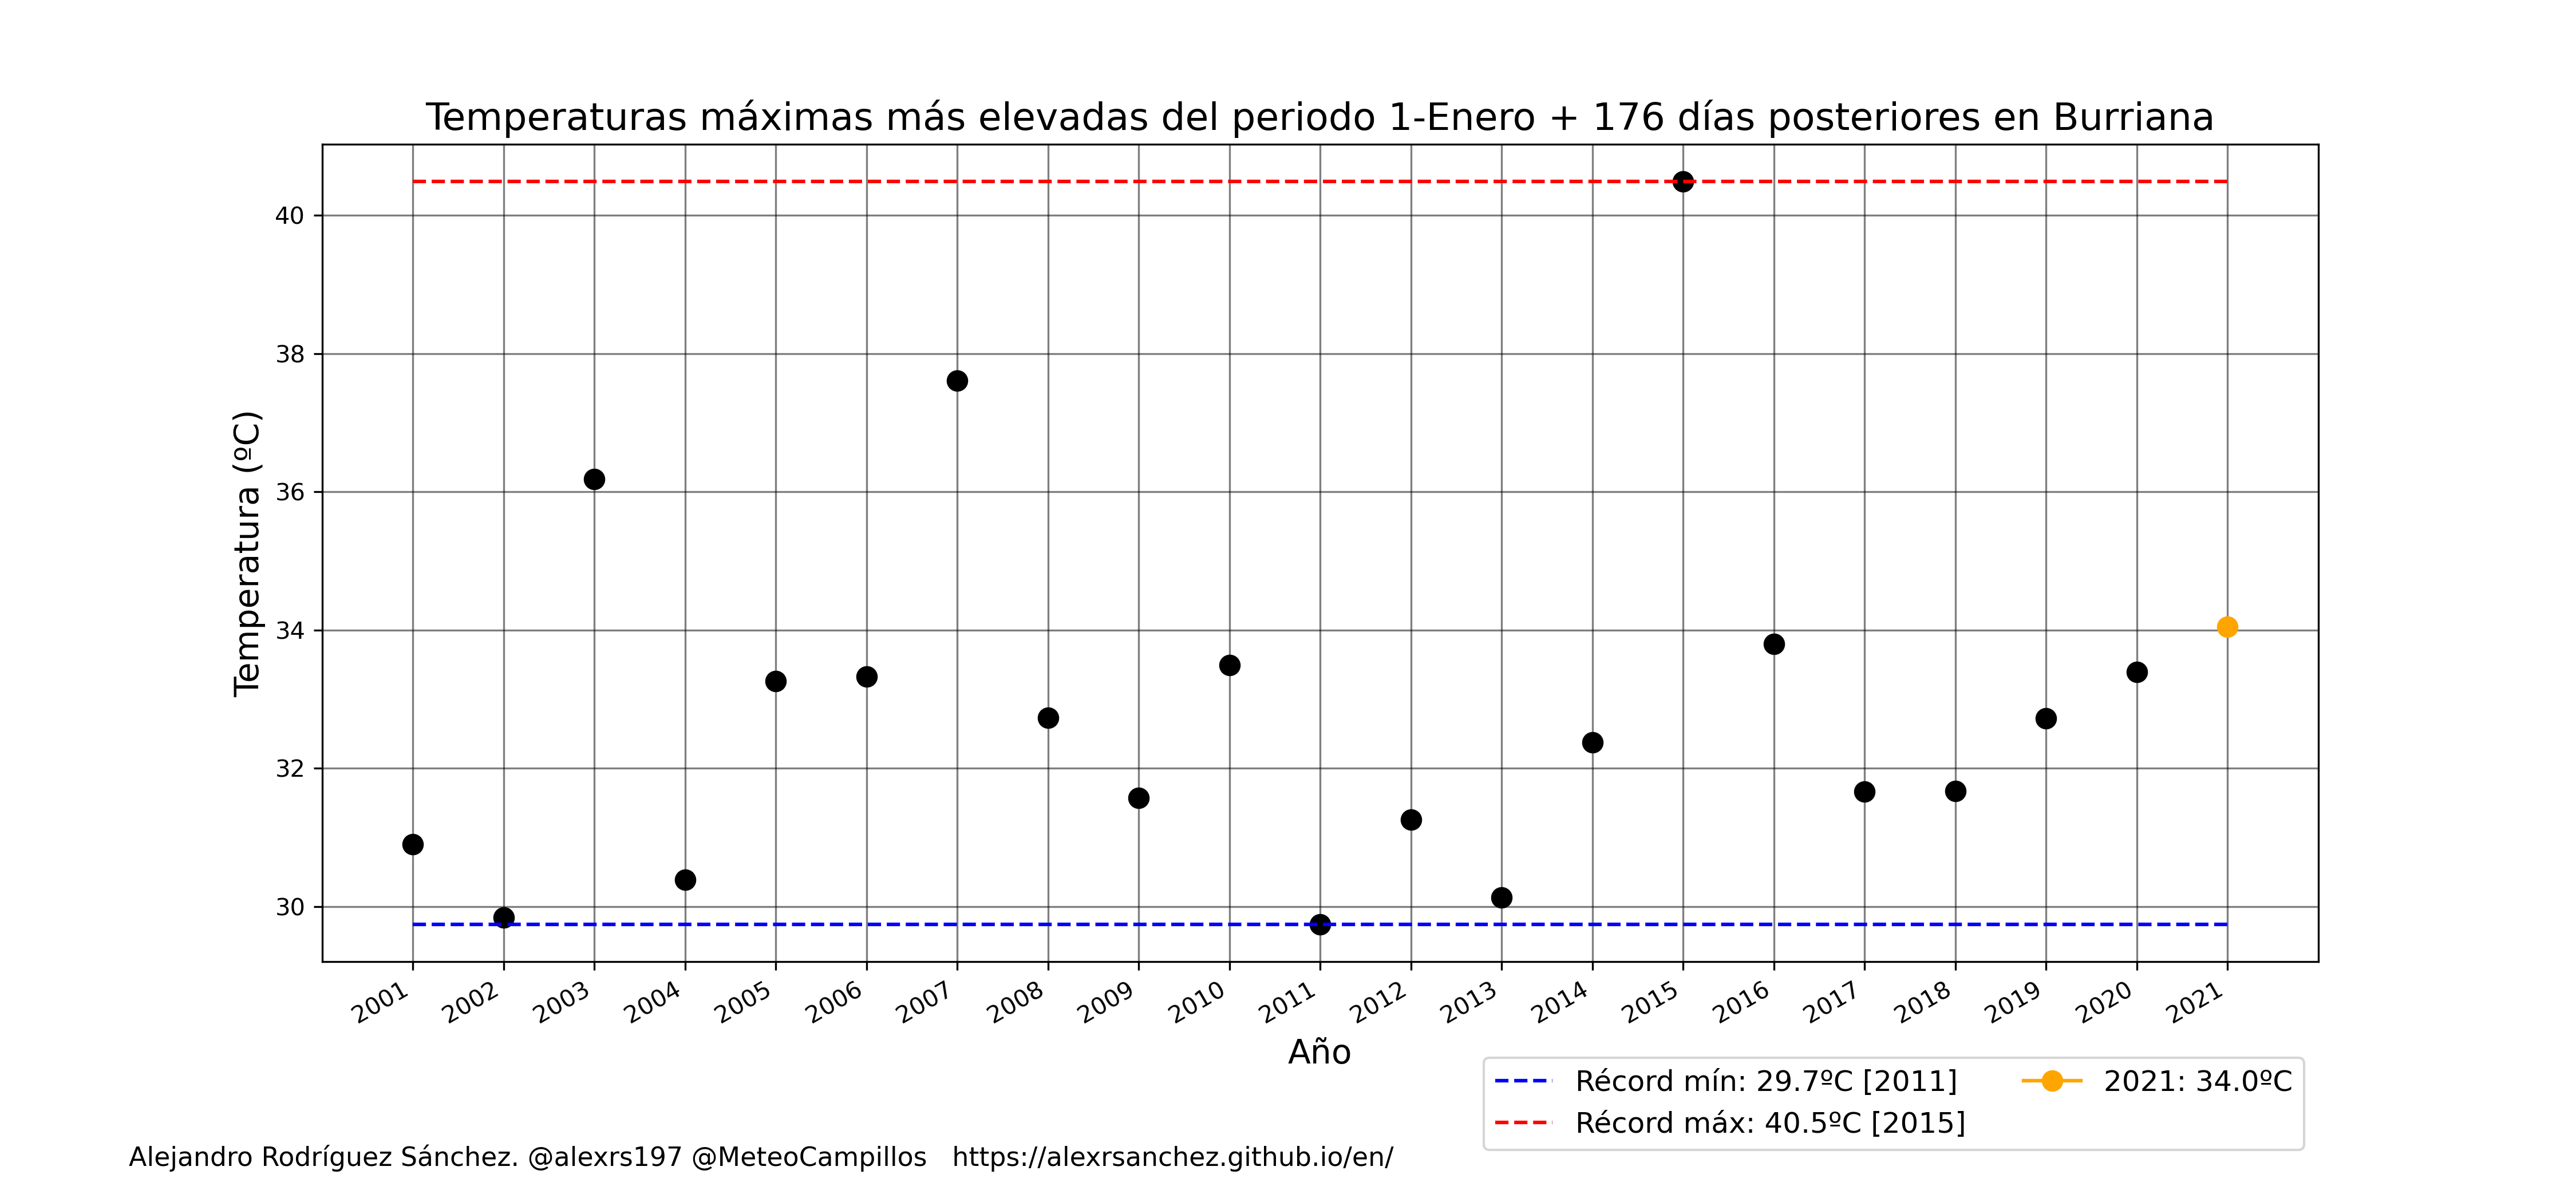 Temperaturas máximas más elevadas del periodo 1-Enero + 176 días posteriores en Burriana
Temperatura (ºC)
40
38
36
34
32
30
2001 2002 2003 2004 2005 2006 2007 2008 2009 2010 2011 2012 2013 2014 2015 2016 2017 2018 2019 2020 2021
Año
Récord mín: 29.7ºC [2011] 2021: 34.0ºC
Récord máx: 40.5ºC [2015]
Alejandro Rodríguez Sánchez. @alexrs197 @MeteoCampillos https://alexrsanchez.github.io/en/